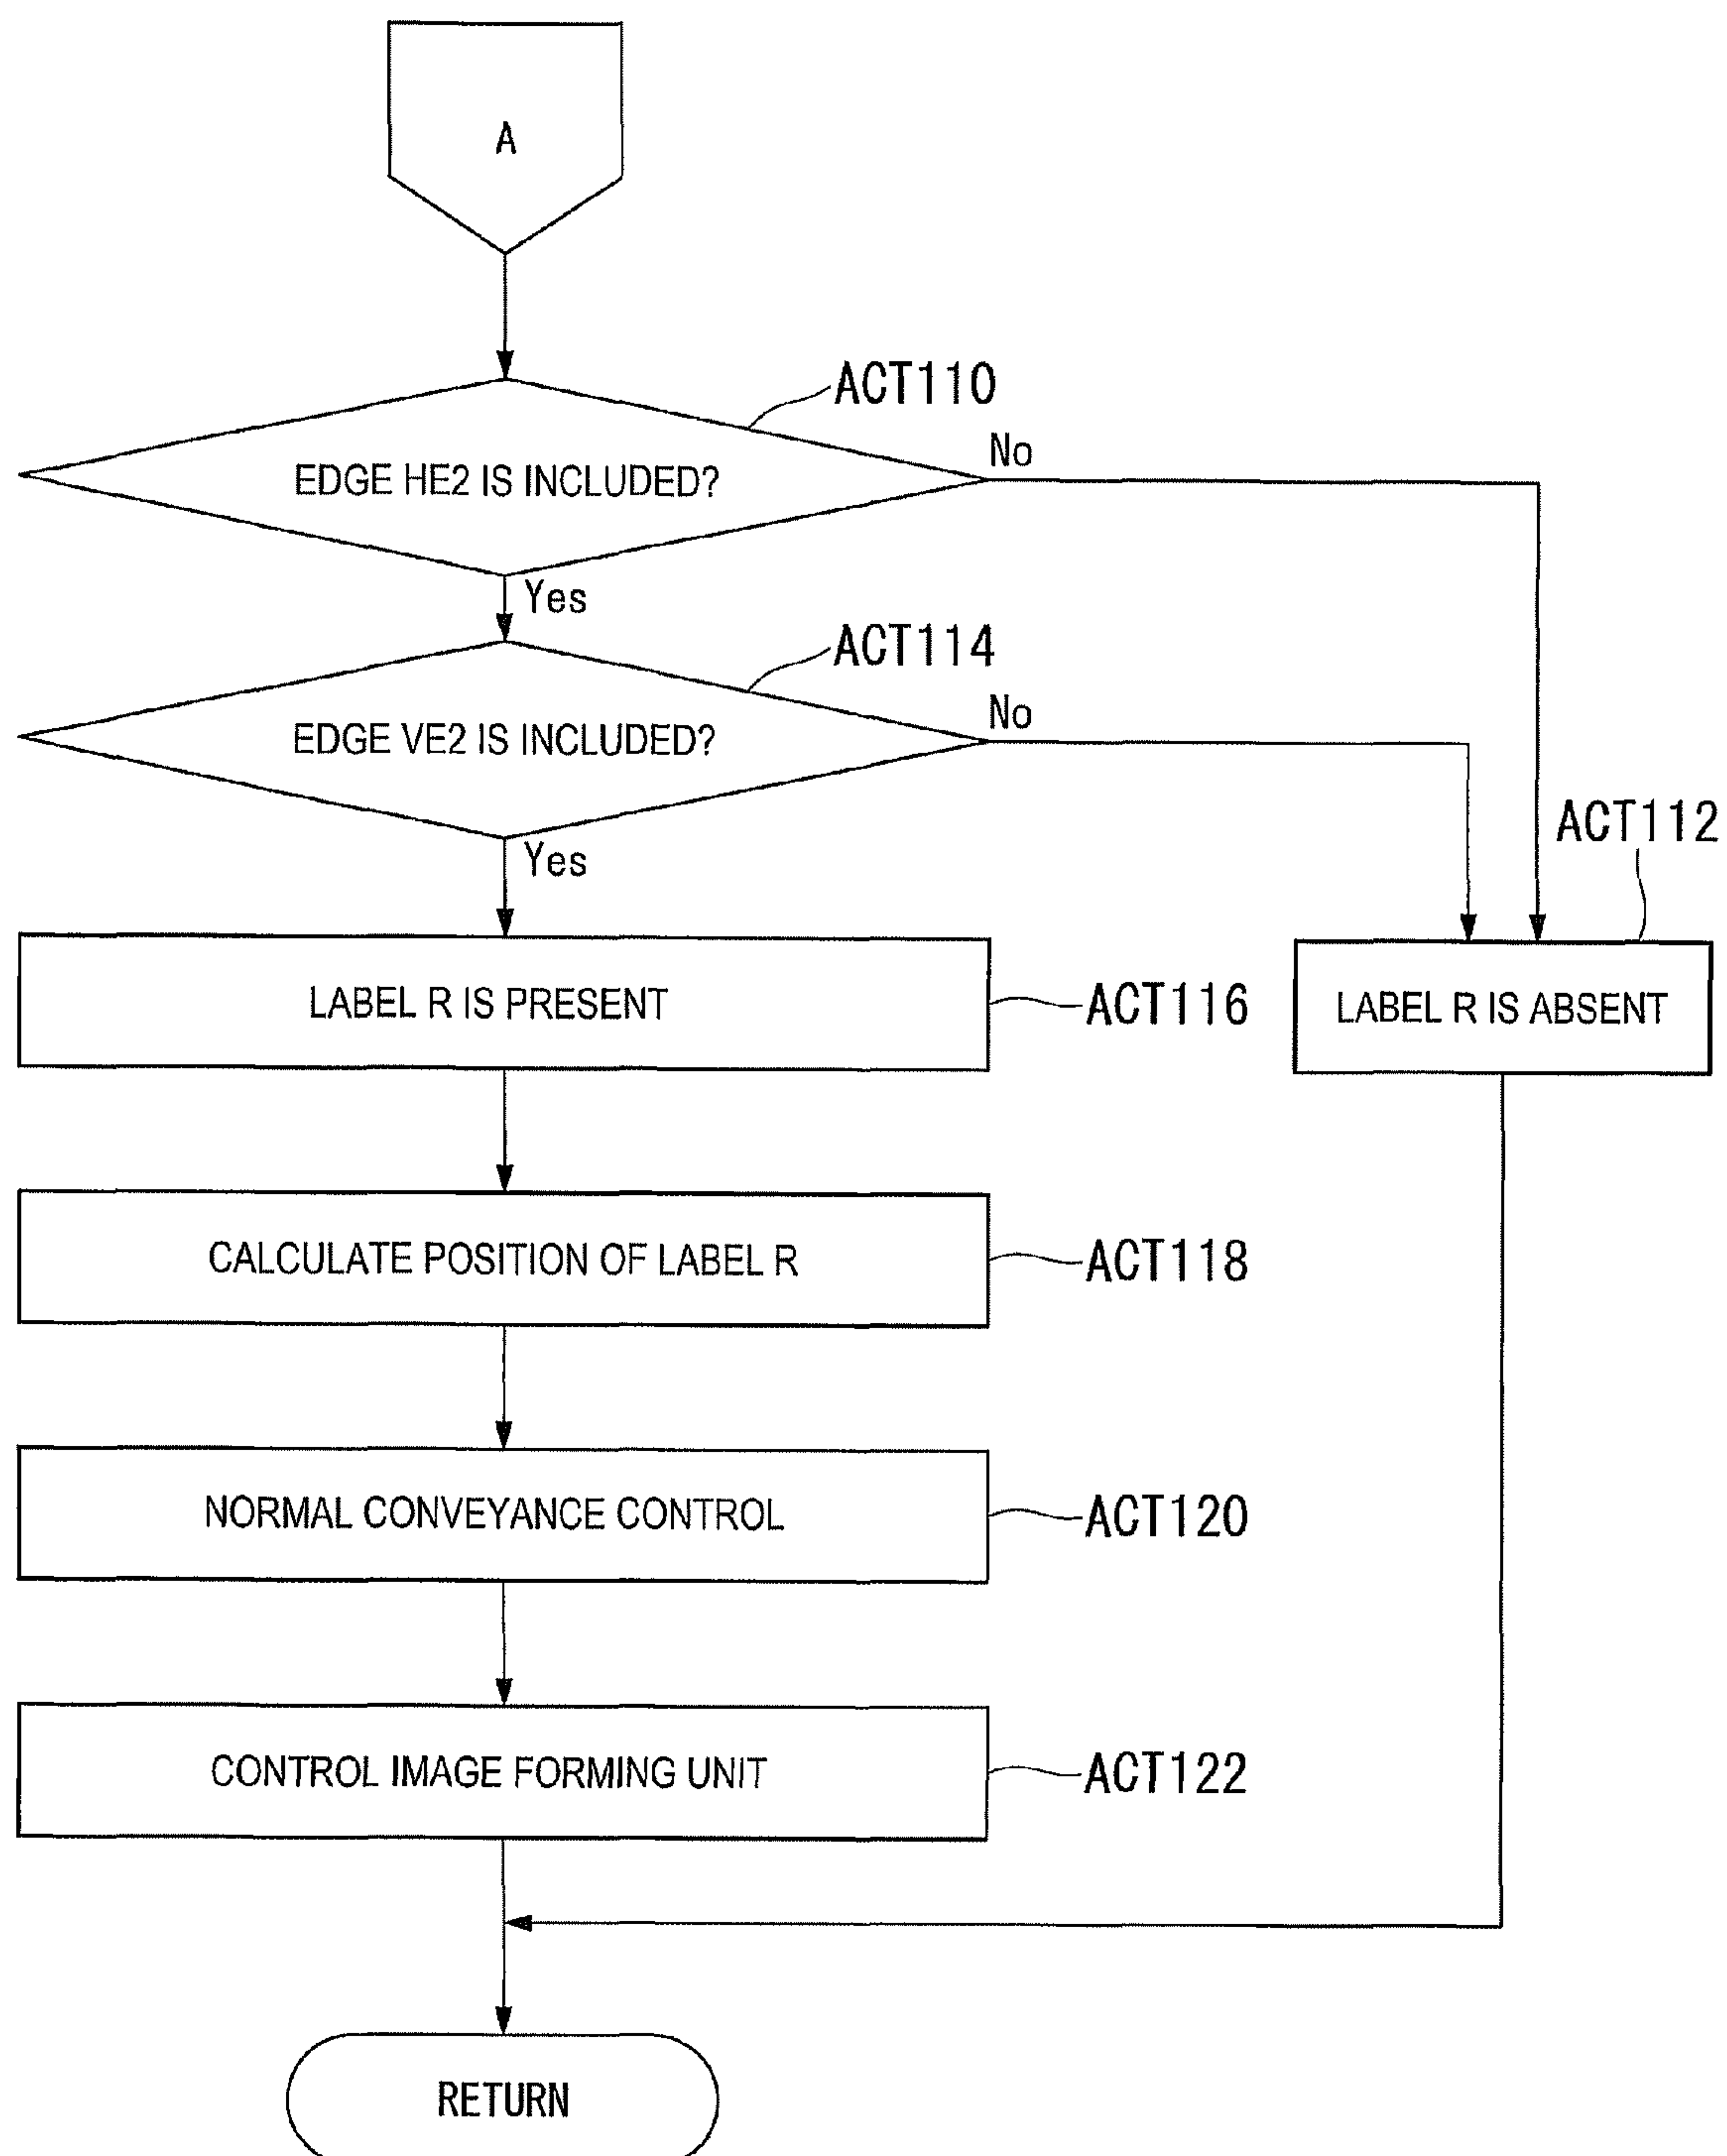 A
ACT110
EDGE HE2 IS INCLUDED?
No
Yes
ACT114
EDGE VE2 IS INCLUDED?
No
Yes
ACT112
LABEL R IS PRESENT
ACT116
LABEL R IS ABSENT
CALCULATE POSITION OF LABEL R
ACT118
NORMAL CONVEYANCE CONTROL
ACT120
CONTROL IMAGE FORMING UNIT
ACT122
RETURN